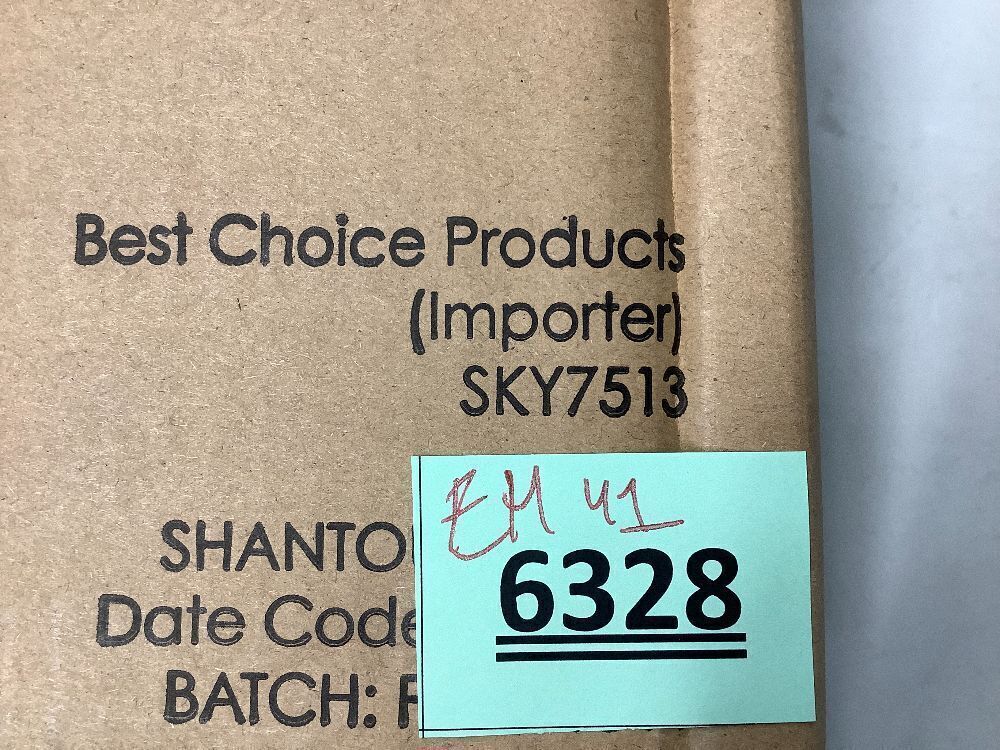 Best Choice Products
(Importer)
SKY7513
SHANTO
Date Code
BATCH:
EM 41
6328